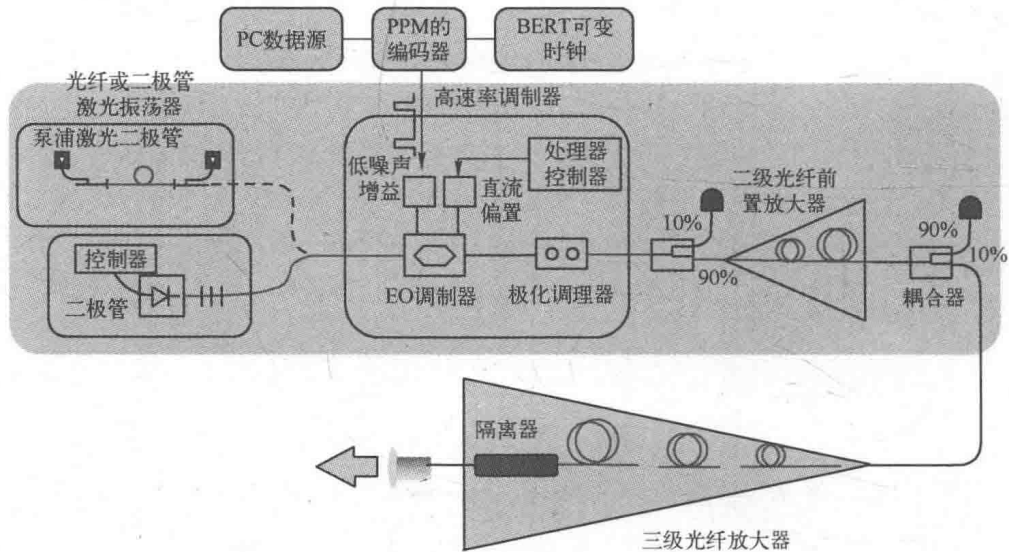 PC数据源
PPM的
编码器
BERT可变
时钟
光纤或二极管
激光振荡器
高速率调制器
泵浦激光二极管
低噪声
增益
处理器
控制器
直流
偏置
二级光纤前
置放大器
10%
90%
90%
10%
控制器
二极管
EO调制器
极化调理器
耦合器
隔离器
三级光纤放大器